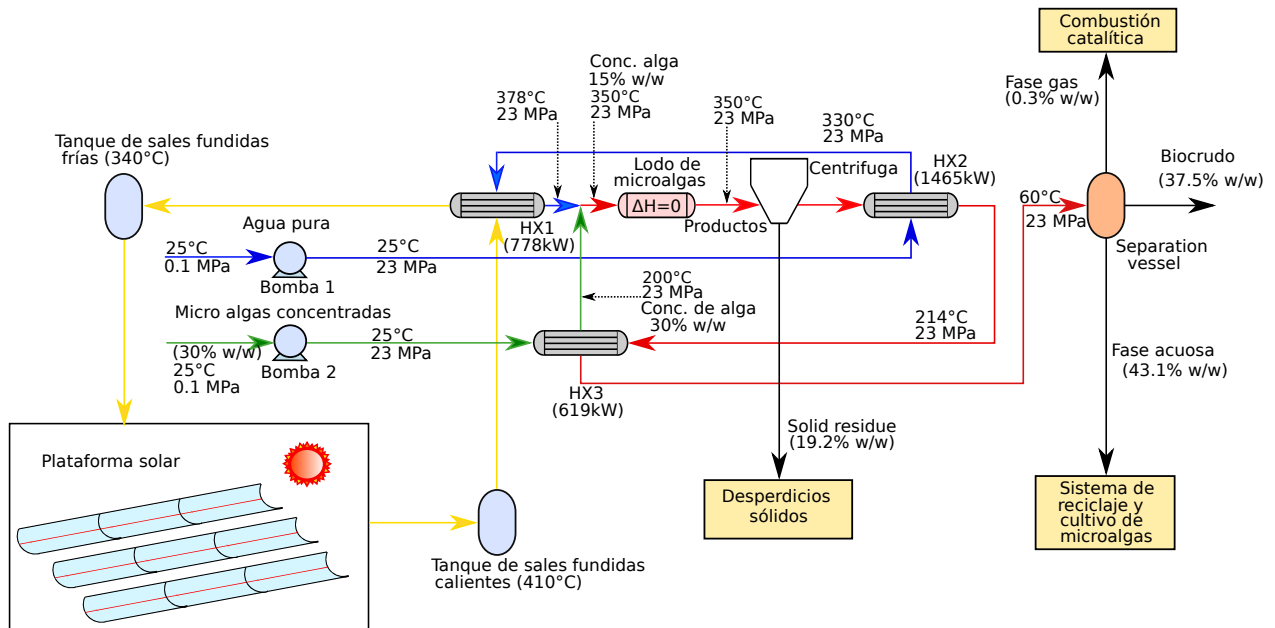 Combustión
catalítica
Fase gas
(0.3% w/w)
Conc. alga
15% w/w
350°C
23 MPa
378°C
23 MPa
350°C
23 MPa
330°C
23 MPa
Tanque de sales fundidas
frías (340°C)
Lodo de
microalgas
Centrifuga
HX2
(1465kW)
Biocrudo
(37.5% w/w)
ΔH=0
Productos
60°C
23 MPa
HX1
(778kW)
Agua pura
25°C
0.1 MPa
25°C
23 MPa
Bomba 1
Separation
vessel
200°C
23 MPa
Conc. de alga
30% w/w
Micro algas concentradas
25°C
23 MPa
214°C
23 MPa
(30% w/w)
25°C
0.1 MPa
Bomba 2
Fase acuosa
(43.1% w/w)
HX3
(619kW)
Solid residue
(19.2% w/w)
Plataforma solar
Desperdicios
sólidos
Sistema de
reciclaje y
cultivo de
microalgas
Tanque de sales fundidas
calientes (410°C)